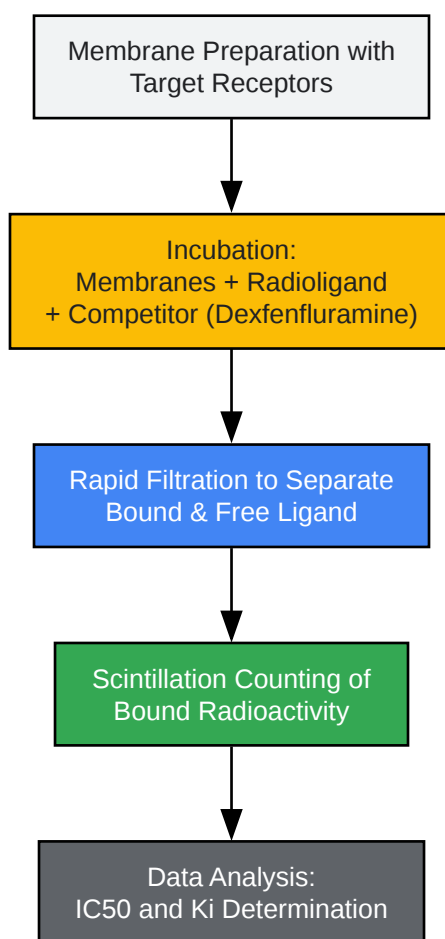 Membrane Preparation with
Target Receptors
Incubation:
Membranes + Radioligand
+ Competitor (Dexfenfluramine)
Rapid Filtration to Separate
Bound & Free Ligand
Scintillation Counting of
Bound Radioactivity
Data Analysis:
IC50 and Ki Determination